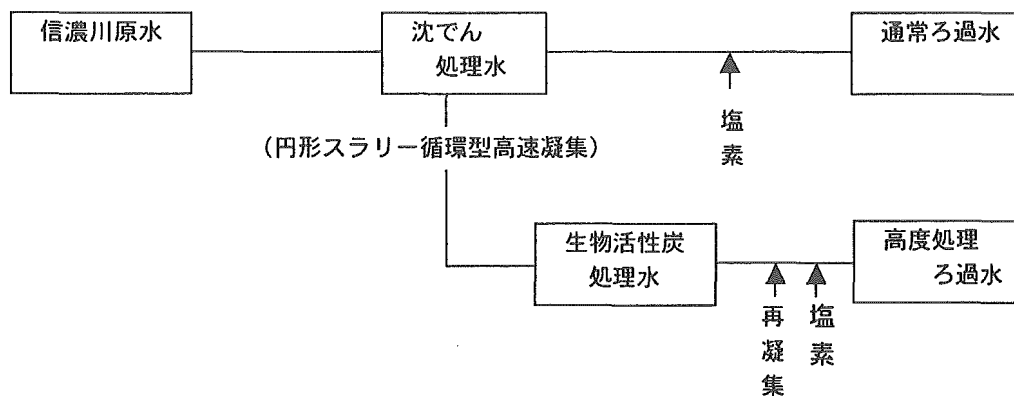 信濃川原水
沈でん
処理水
通常ろ過水
塩素
(円形スラリー循環型高速凝集)
生物活性炭
処理水
高度処理
ろ過水
再凝集
塩素